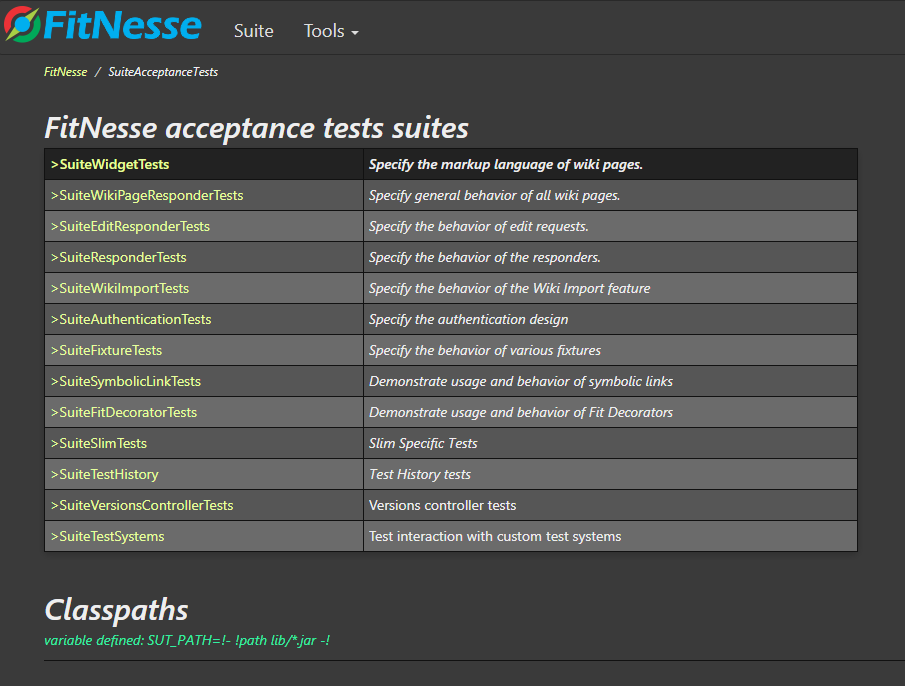 FitNesse Suite Tools
FitNesse / SuiteAcceptanceTests
FitNesse acceptance tests suites
>SuiteWidgetTests Specify the markup language of wiki pages.
>SuiteWikiPageResponderTests Specify general behavior of all wiki pages.
>SuiteEditResponderTests Specify the behavior of edit requests.
>SuiteResponderTests Specify the behavior of the responders.
>SuiteWikiImportTests Specify the behavior of the Wiki Import feature
>SuiteAuthenticationTests Specify the authentication design
>SuiteFixtureTests Specify the behavior of various fixtures
>SuiteSymbolicLinkTests Demonstrate usage and behavior of symbolic links
>SuiteFitDecoratorTests Demonstrate usage and behavior of Fit Decorators
>SuiteSlimTests Slim Specific Tests
>SuiteTestHistory Test History tests
>SuiteVersionsControllerTests Versions controller tests
>SuiteTestSystems Test interaction with custom test systems
Classpaths
variable defined: SUT_PATH=!- !path lib/*.jar -!